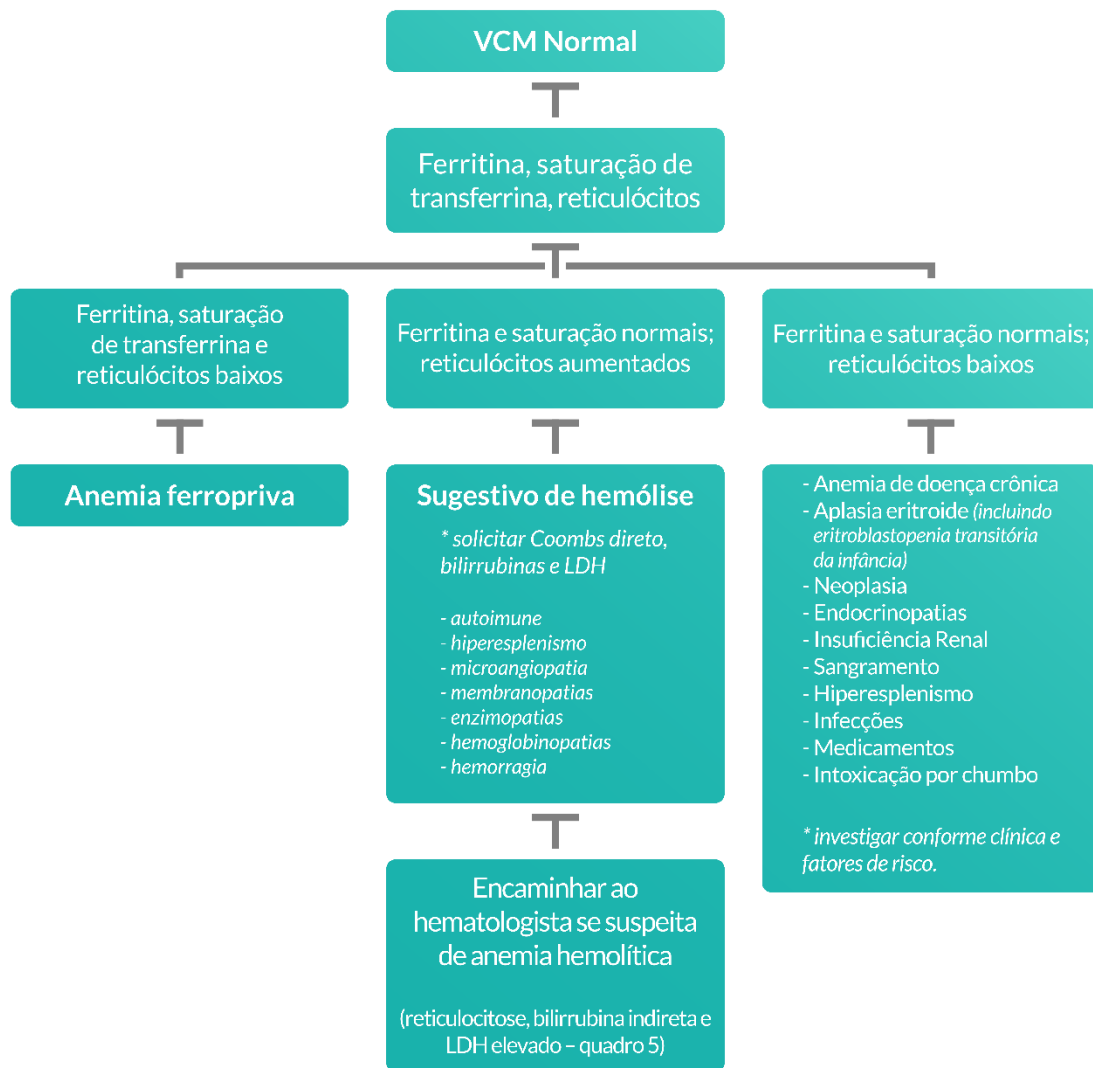 VCM Normal
Ferritina, saturação de
transferrina, reticulócitos
Ferritina, saturação
de transferrina e
reticulócitos baixos
Anemia ferropriva
Ferritina e saturação normais;
reticulócitos aumentados
Sugestivo de hemólise
* solicitar Coombs direto,
bilirrubinas e LDH
- autoimune
- hiperesplenismo
- microangiopatia
- membranopatias
- enzimopatias
- hemoglobinopatias
- hemorragia
Encaminhar ao
hematologista se suspeita
de anemia hemolítica
(reticulocitose, bilirrubina indireta e
LDH elevado – quadro 5)
Ferritina e saturação normais;
reticulócitos baixos
- Anemia de doença crônica
- Aplasia eritroide (incluindo
eritroblastopenia transitória
da infância)
- Neoplasia
- Endocrinopatias
- Insuficiência Renal
- Sangramento
- Hiperesplenismo
- Infecções
- Medicamentos
- Intoxicação por chumbo
* investigar conforme clínica e
fatores de risco.